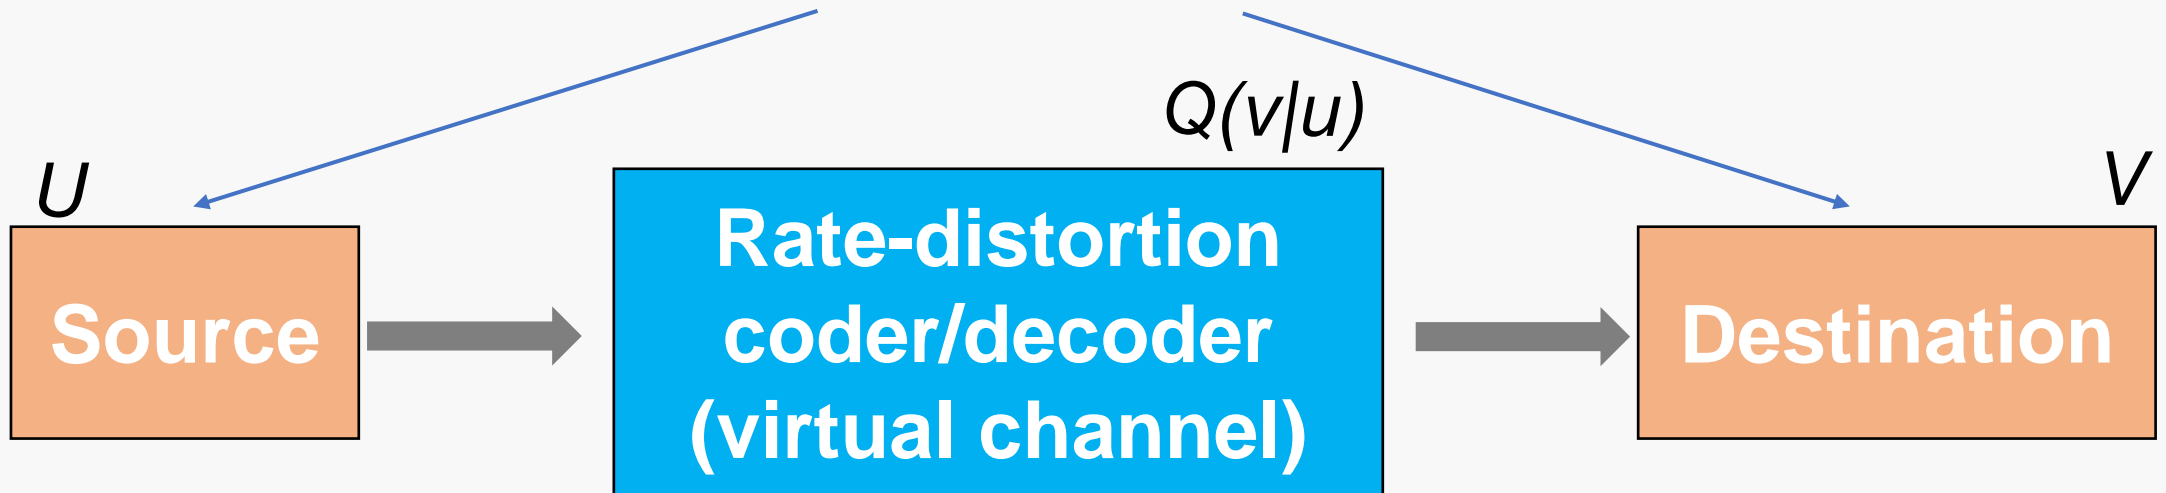 Q(v|u)
U
V
Rate-distortion
coder/decoder
(virtual channel)
Source
Destination